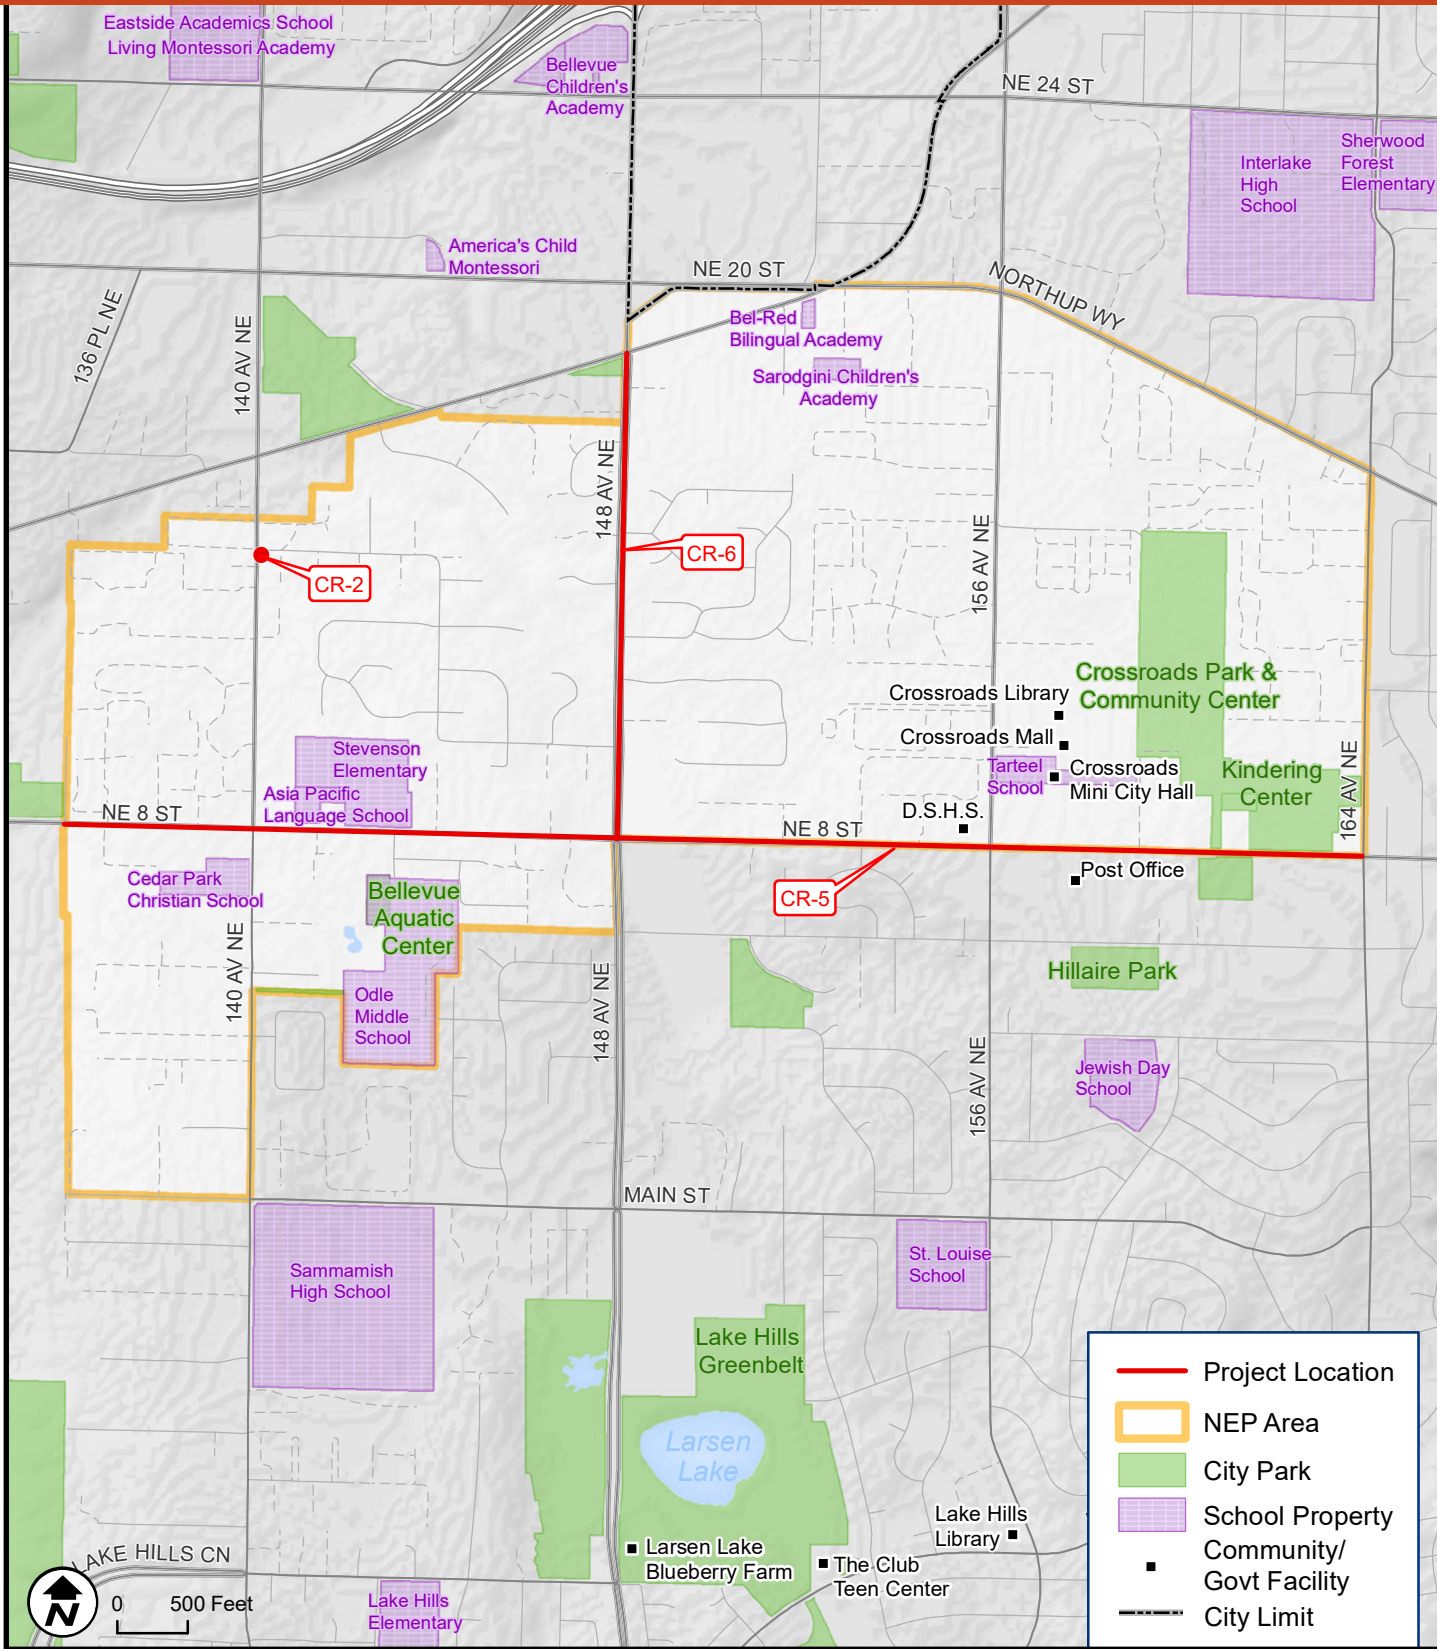 Eastside Academics School
Living Montessori Academy
Bellevue
Children's
Academy
NE 24 ST
Interlake
High
School
Sherwood
Forest
Elementary
America's Child
Montessori
NE 20 ST
NORTHUP WY
136 PL NE
140 AV NE
Bel-Red
Bilingual Academy
Sarodgini Children's
Academy
148 AV NE
156 AV NE
CR-6
CR-2
Crossroads Park &
Community Center
Crossroads Library
Crossroads Mall
Tarteel
School
Crossroads
Mini City Hall
Kindering
Center
164 AV NE
Stevenson
Elementary
Asia Pacific
Language School
NE 8 ST
D.S.H.S.
NE 8 ST
Post Office
CR-5
Cedar Park
Christian School
Bellevue
Aquatic
Center
140 AV NE
Odle
Middle
School
148 AV NE
Hillaire Park
156 AV NE
Jewish Day
School
MAIN ST
Sammamish
High School
St. Louise
School
Lake Hills
Greenbelt
Larsen
Lake
Lake Hills
Library
Larsen Lake
Blueberry Farm
The Club
Teen Center
LAKE HILLS CN
Lake Hills
Elementary
N
0 500 Feet
Project Location
NEP Area
City Park
School Property
Community/
Govt Facility
City Limit